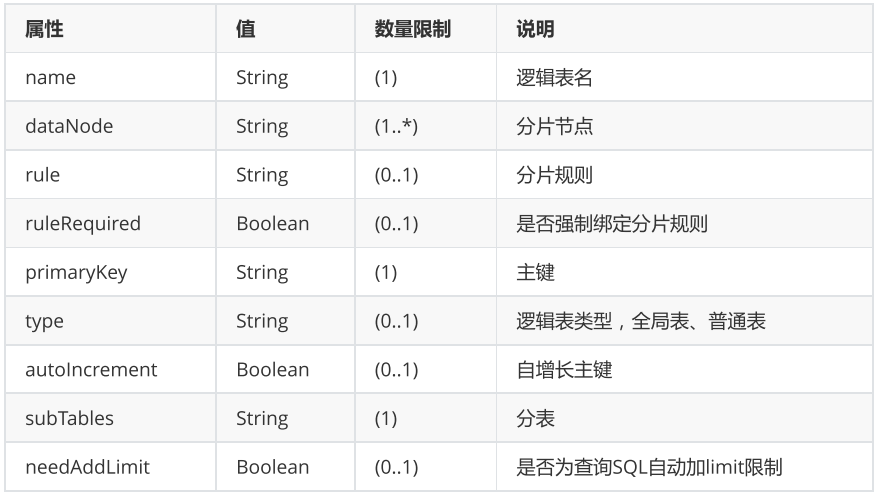 属性 值 数量限制 说明
name String (1) 逻辑表名
dataNode String (1..*) 分片节点
rule String (0..1) 分片规则
ruleRequired Boolean (0..1) 是否强制绑定分片规则
primaryKey String (1) 主键
type String (0..1) 逻辑表类型，全局表、普通表
autoIncrement Boolean (0..1) 自增长主键
subTables String (1) 分表
needAddLimit Boolean (0..1) 是否为查询SQL自动加limit限制